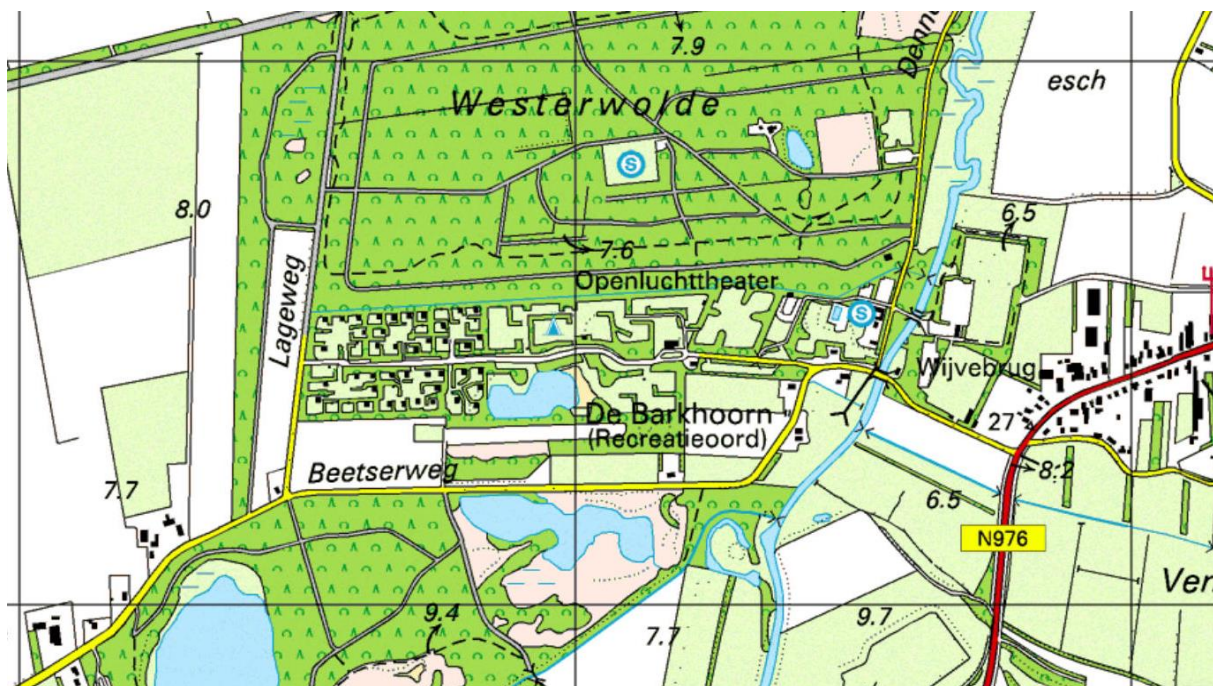 7.9
Westerwolde
esch
S
8.0
6.5
7.6
Openluchttheater
Lageweg
S
Wijvebrug
De Barkhoorn
(Recreatieoord)
27
Beetserweg
8.2
7.7
6.5
N976
9.4
7.7
9.7